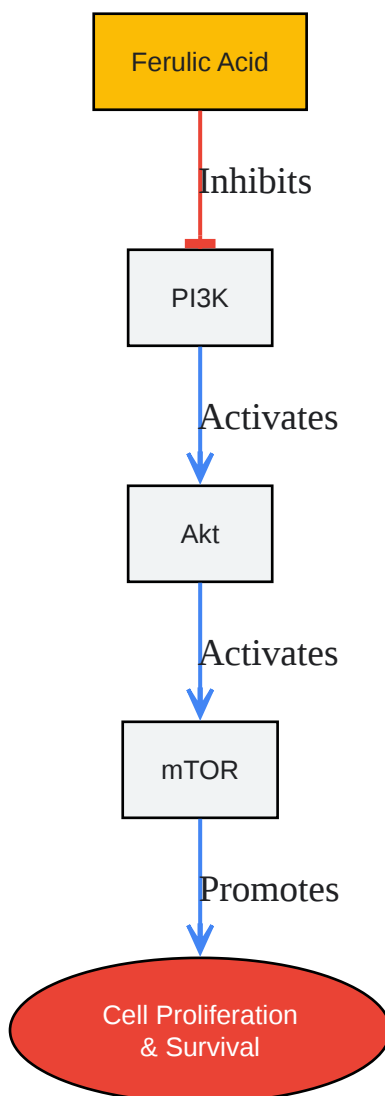 Ferulic Acid
Inhibits
PI3K
Activates
Akt
Activates
mTOR
Promotes
Cell Proliferation
& Survival